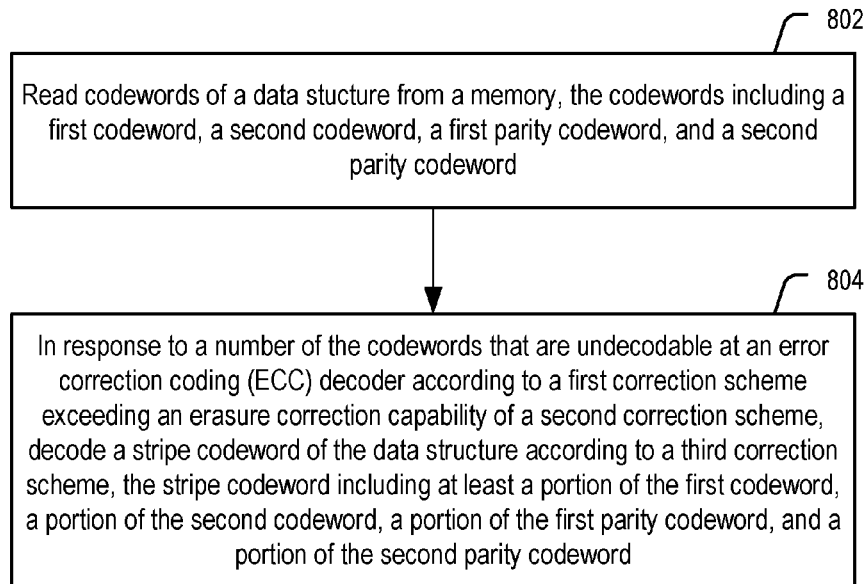 802
Read codewords of a data stucture from a memory, the codewords including a
first codeword, a second codeword, a first parity codeword, and a second
parity codeword
804
In response to a number of the codewords that are undecodable at an error
correction coding (ECC) decoder according to a first correction scheme
exceeding an erasure correction capability of a second correction scheme,
decode a stripe codeword of the data structure according to a third correction
scheme, the stripe codeword including at least a portion of the first codeword,
a portion of the second codeword, a portion of the first parity codeword, and a
portion of the second parity codeword